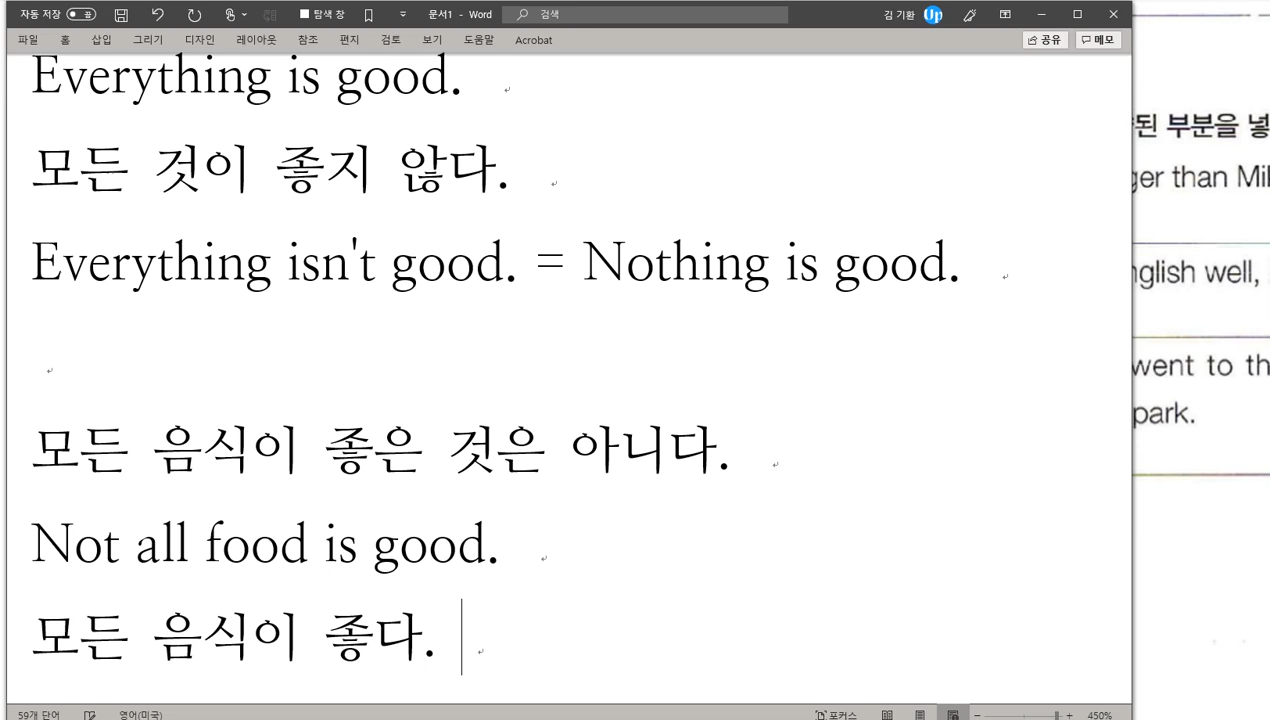 자동 저장 끔 탐색 창 문서1 - Word 검색 김 기환 Up
파일 홈 삽입 그리기 디자인 레이아웃 참조 편지 검토 보기 도움말 Acrobat 공유 메모
Everything is good.
모든 것이 좋지 않다.
Everything isn't good. = Nothing is good.
모든 음식이 좋은 것은 아니다.
Not all food is good.
모든 음식이 좋다.
된 부분을 넣
ger than Mil
nglish well,
went to th
park.
59개 단어 영어(미국) 포커스 450%